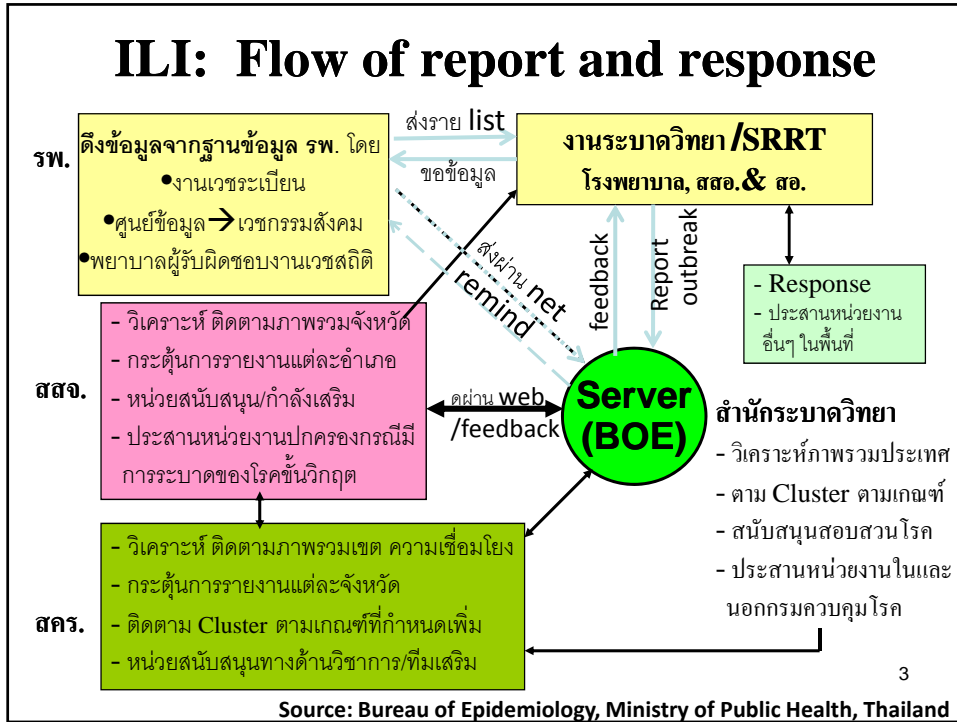 ILI: Flow of report and response
รพ.
ดึงข้อมูลจากฐานข้อมูล รพ. โดย
•งานเวชระเบียน
•ศูนย์ข้อมูล→เวชกรรมสังคม
•พยาบาลผู้รับผิดชอบงานเวชสถิติ
ส่งราย list
ขอข้อมูล
งานระบาดวิทยา /SRRT
โรงพยาบาล, สสอ.& สอ.
ส่งผ่าน net
remind
feedback
Report
outbreak
- Response
- ประสานหน่วยงาน
อื่นๆ ในพื้นที่
สสจ.
- วิเคราะห์ ติดตามภาพรวมจังหวัด
- กระตุ้นการรายงานแต่ละอำเภอ
- หน่วยสนับสนุน/กำลังเสริม
- ประสานหน่วยงานปกครองกรณีมี
การระบาดของโรคขั้นวิกฤต
ดผ่าน web
/feedback
Server
(BOE)
สำนักระบาดวิทยา
- วิเคราะห์ภาพรวมประเทศ
- ตาม Cluster ตามเกณฑ์
- สนับสนุนสอบสวนโรค
- ประสานหน่วยงานในและ
นอกกรมควบคุมโรค
สคร.
- วิเคราะห์ ติดตามภาพรวมเขต ความเชื่อมโยง
- กระตุ้นการรายงานแต่ละจังหวัด
- ติดตาม Cluster ตามเกณฑ์ที่กำหนดเพิ่ม
- หน่วยสนับสนุนทางด้านวิชาการ/ทีมเสริม
3
Source: Bureau of Epidemiology, Ministry of Public Health, Thailand